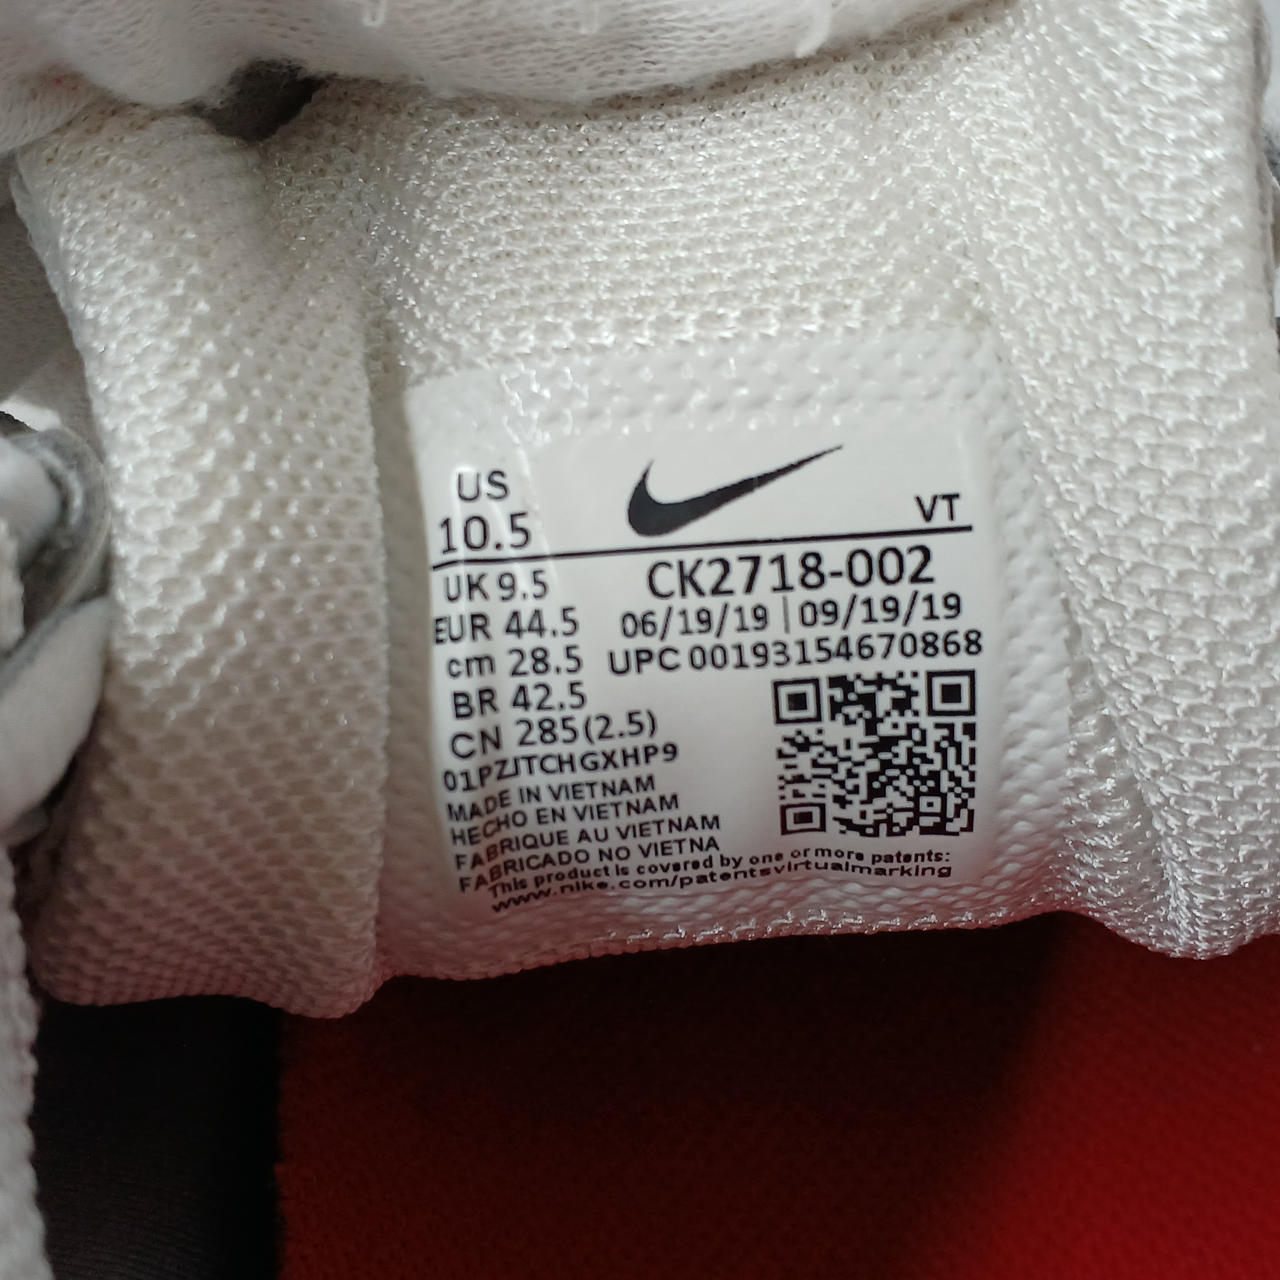 US
10.5
VT
UK 9.5
CK2718-002
EUR 44.5
06/19/19 | 09/19/19
cm 28.5
UPC 00193154670868
BR 42.5
CN 285(2.5)
01PZJTCHGXHP9
MADE IN VIETNAM
HECHO EN VIETNAM
FABRIQUE AU VIETNAM
FABRICADO NO VIETNA
This product is covered by one or more patents:
www.nike.com/patentsvirtualmarking